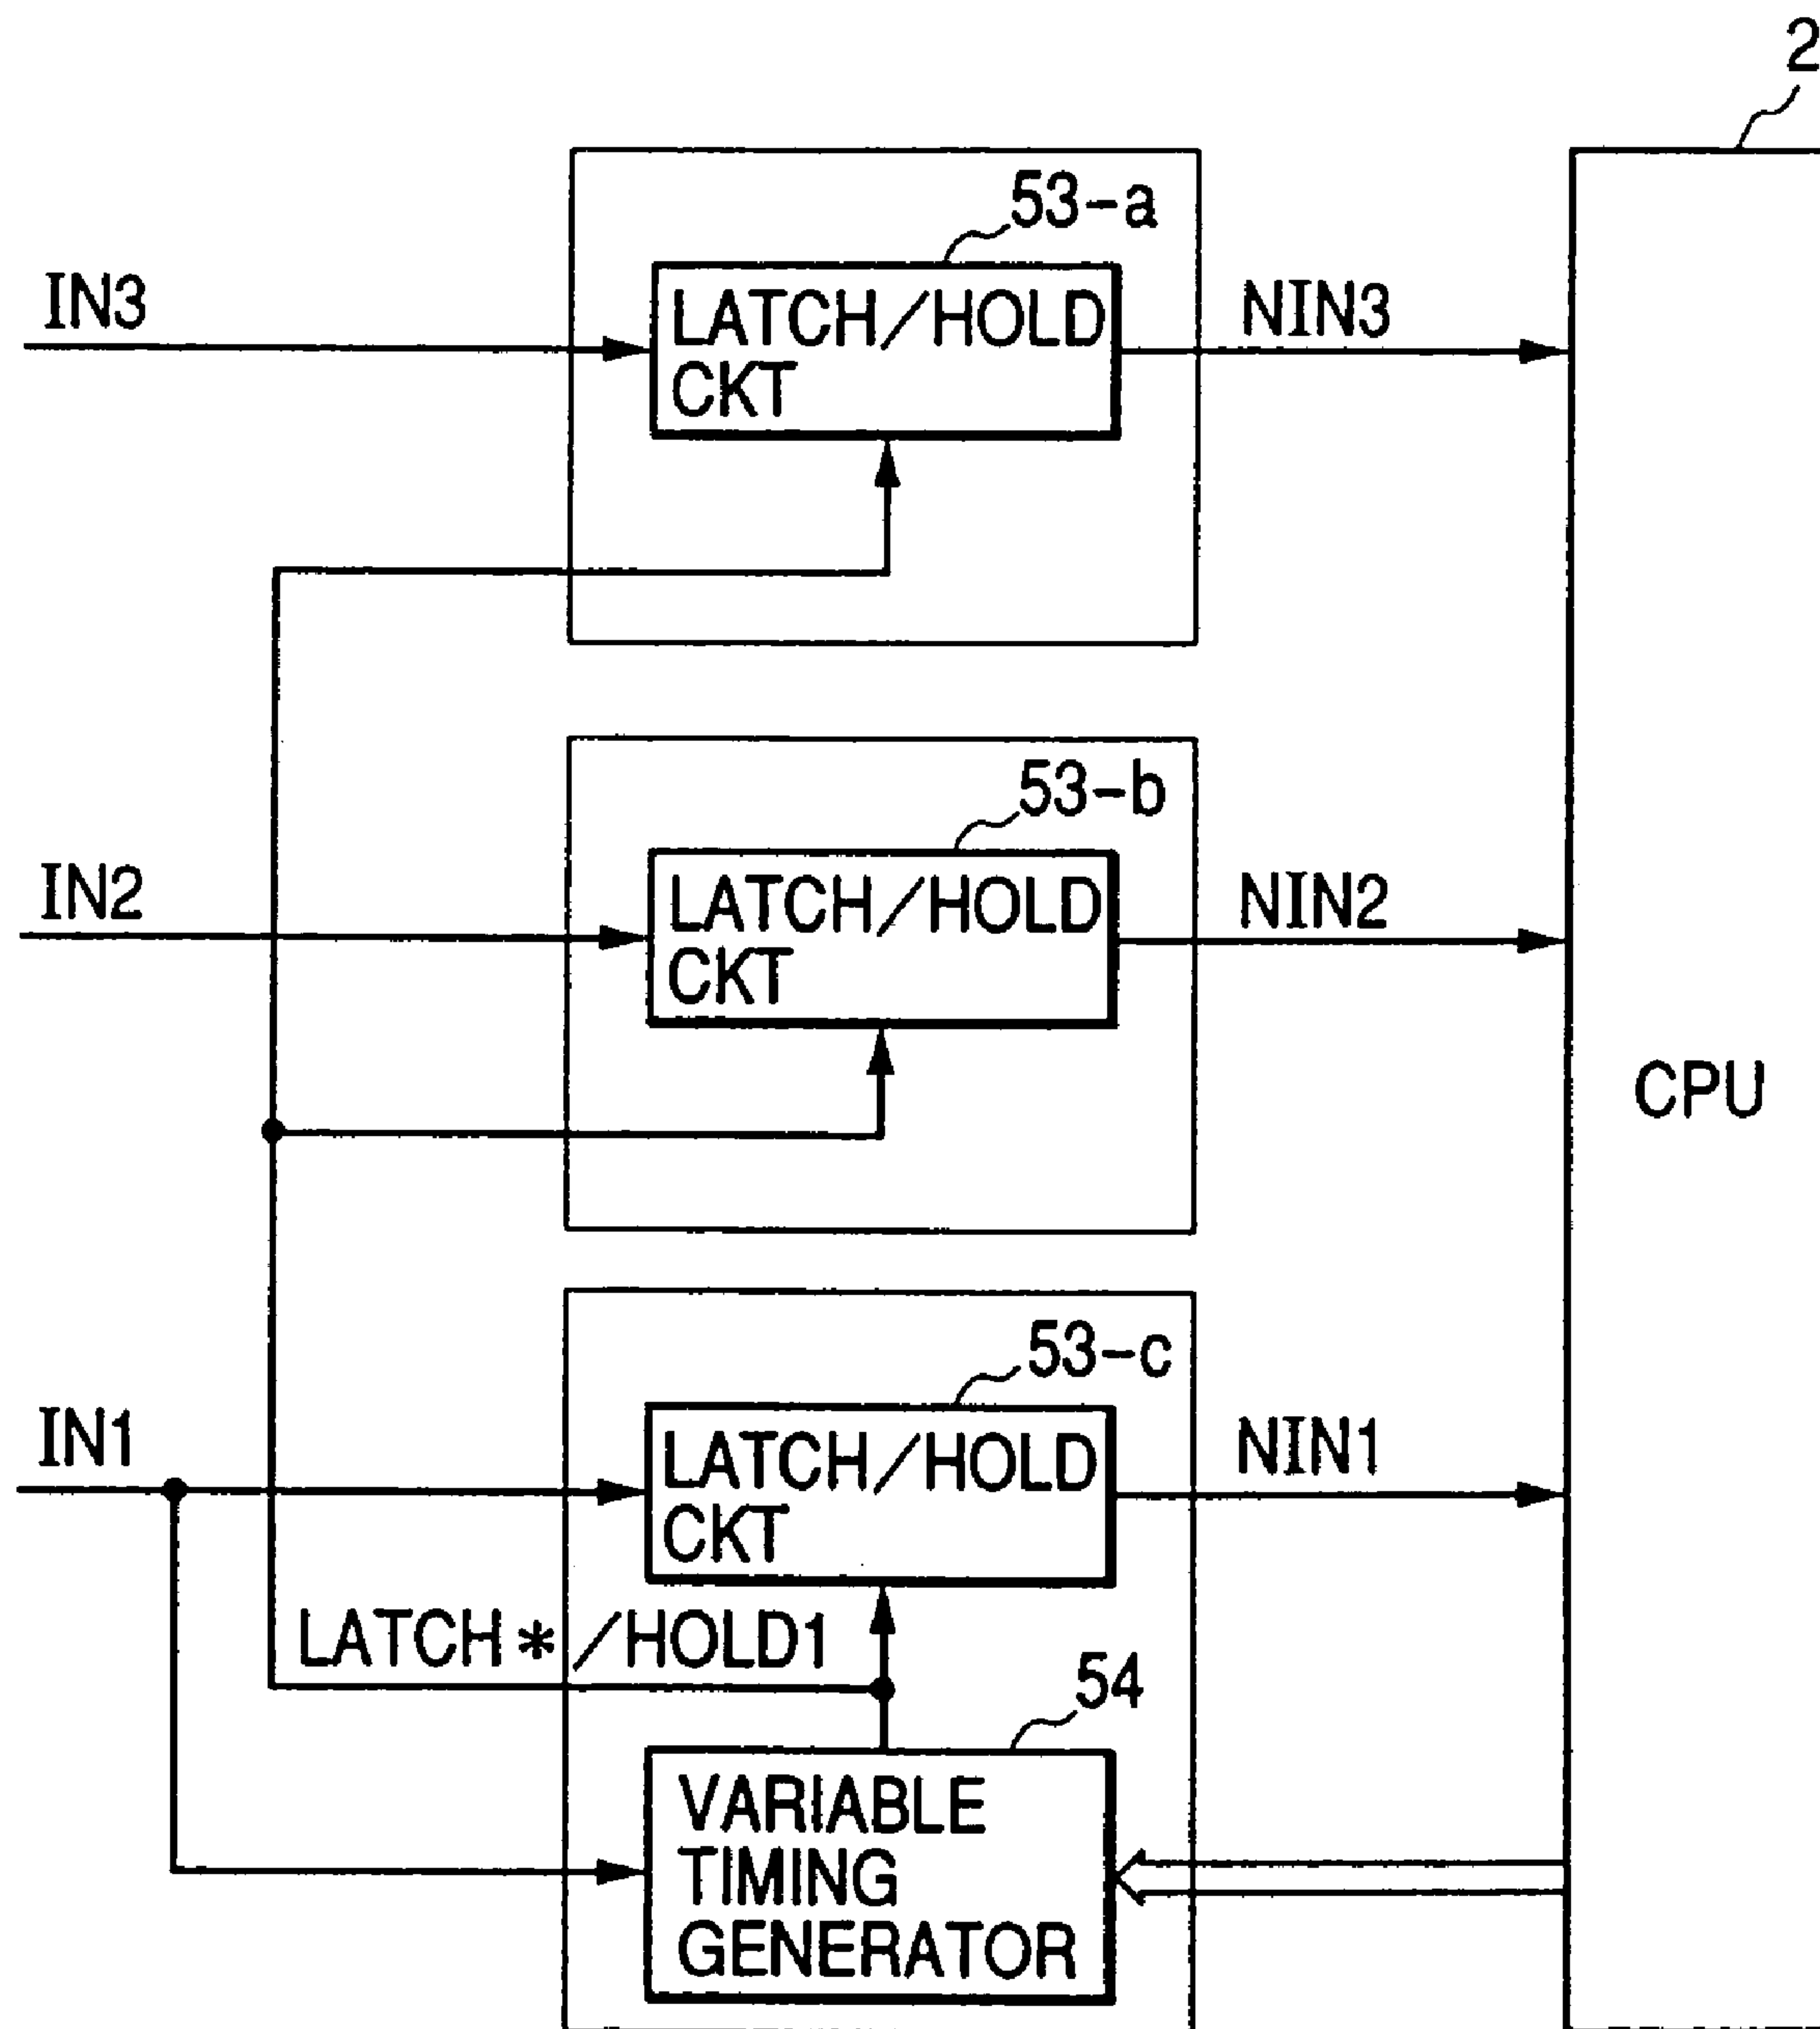 2
53-a
IN3
LATCH/HOLD
CKT
NIN3
53-b
IN2
LATCH/HOLD
CKT
NIN2
CPU
53-c
IN1
LATCH/HOLD
CKT
NIN1
LATCH*/HOLD1
54
VARIABLE
TIMING
GENERATOR